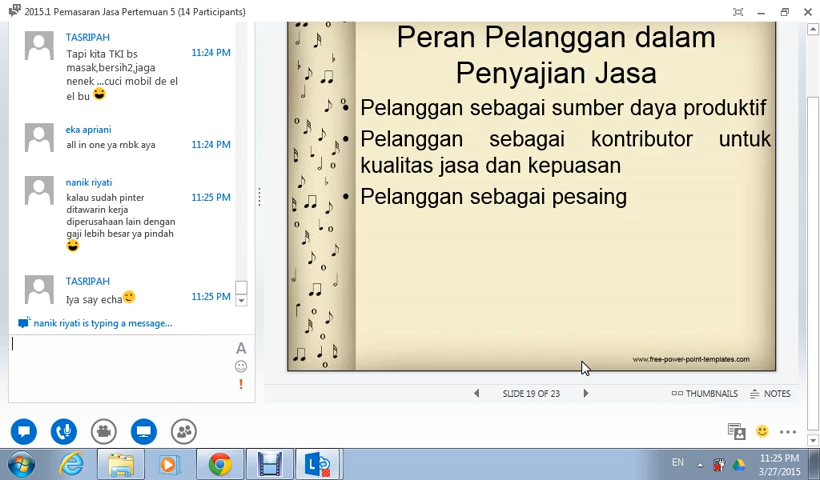 2015.1 Pemasaran Jasa Pertemuan 5 (14 Participants)
TASRIPAH
Tapi kita TKI bs
masak,bersih2,jaga
nenek ...cuci mobil de el
el bu
11:24 PM
eka apriani
all in one ya mbk aya
11:24 PM
nanik riyati
kalau sudah pinter
ditawarin kerja
diperusahaan lain dengan
gaji lebih besar ya pindah
11:25 PM
TASRIPAH
Iya say echa
11:25 PM
nanik riyati is typing a message...
A
!
Peran Pelanggan dalam
Penyajian Jasa
• Pelanggan sebagai sumber daya produktif
• Pelanggan sebagai kontributor untuk
kualitas jasa dan kepuasan
• Pelanggan sebagai pesaing
www.free-power-point-templates.com
SLIDE 19 OF 23
THUMBNAILS
NOTES
EN
11:25 PM
3/27/2015